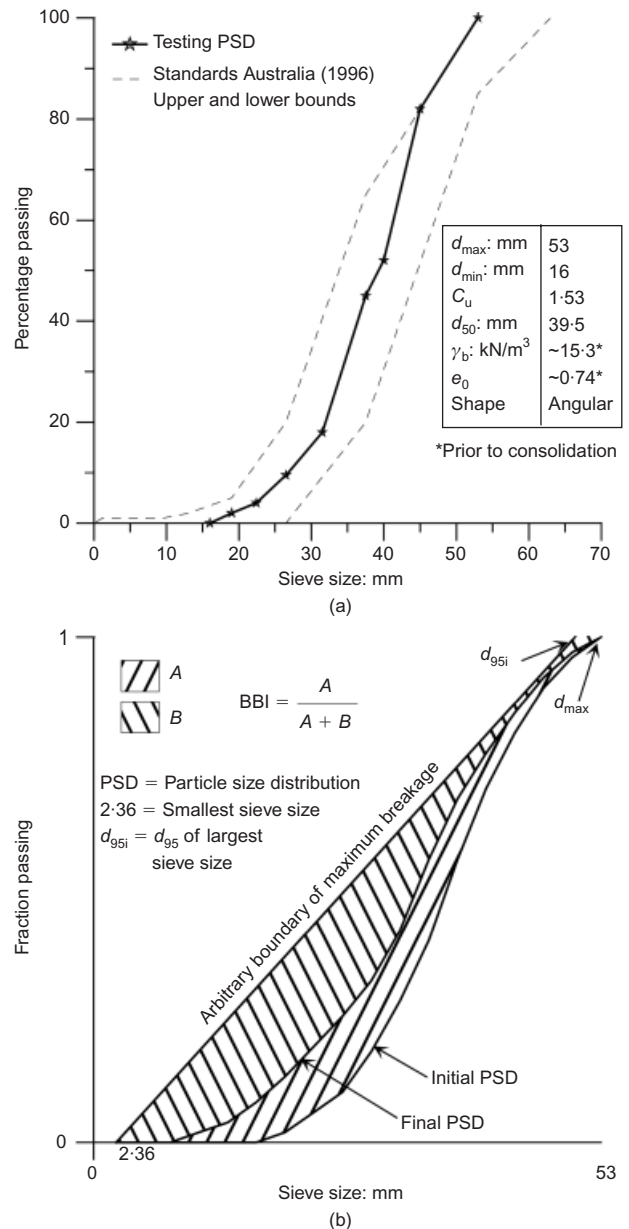 100
80
60
40
20
0
Percentage passing
Testing PSD
Standards Australia (1996)
Upper and lower bounds
d_max: mm 53
d_min: mm 16
C_u 1·53
d_50: mm 39·5
γ_b: kN/m³ ~15·3*
e_0 ~0·74*
Shape Angular
*Prior to consolidation
0 10 20 30 40 50 60 70
Sieve size: mm
(a)
1
A
B
BBI = A / A + B
d_95i
d_max
PSD = Particle size distribution
2·36 = Smallest sieve size
d_95i = d_95 of largest
sieve size
Arbitrary boundary of maximum breakage
Fraction passing
Initial PSD
Final PSD
0
2·36
0 53
Sieve size: mm
(b)